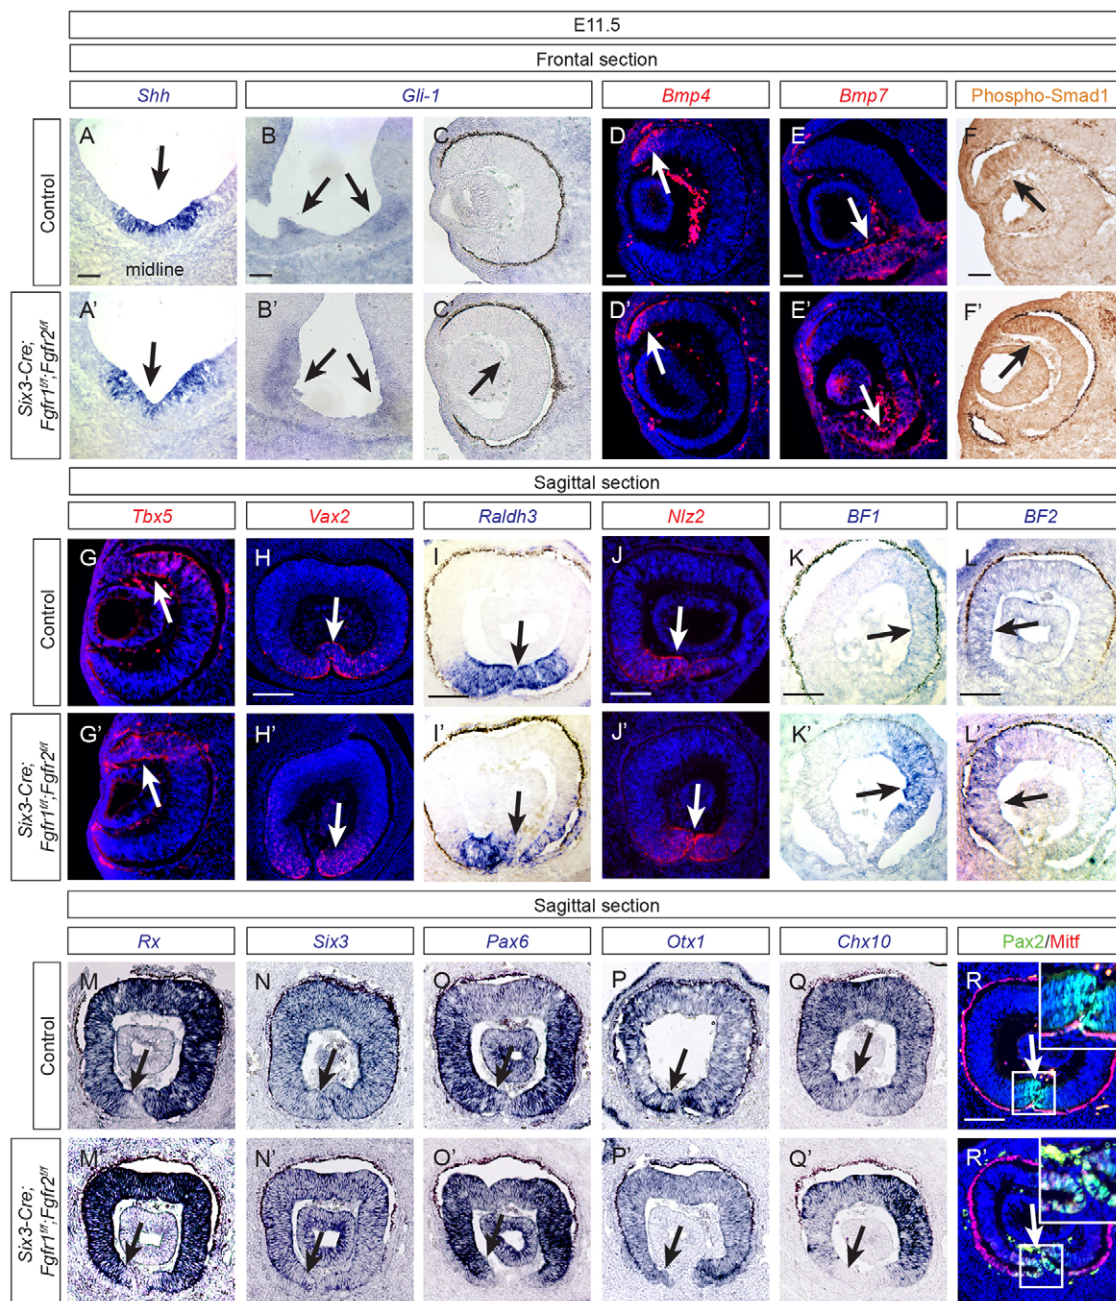 E11.5
Frontal section
Shh Gli-1 Bmp4 Bmp7 Phospho-Smad1
Control
A B C D E F
midline
Six3-Cre;
Fgfr1f/f;Fgfr2f/f
A' B' C' D' E' F'
Sagittal section
Tbx5 Vax2 Raldh3 Nlz2 BF1 BF2
Control
G H I J K L
Six3-Cre;
Fgfr1f/f;Fgfr2f/f
G' H' I' J' K' L'
Sagittal section
Rx Six3 Pax6 Otx1 Chx10 Pax2/Mitf
Control
M N O P Q R
Six3-Cre;
Fgfr1f/f;Fgfr2f/f
M' N' O' P' Q' R'